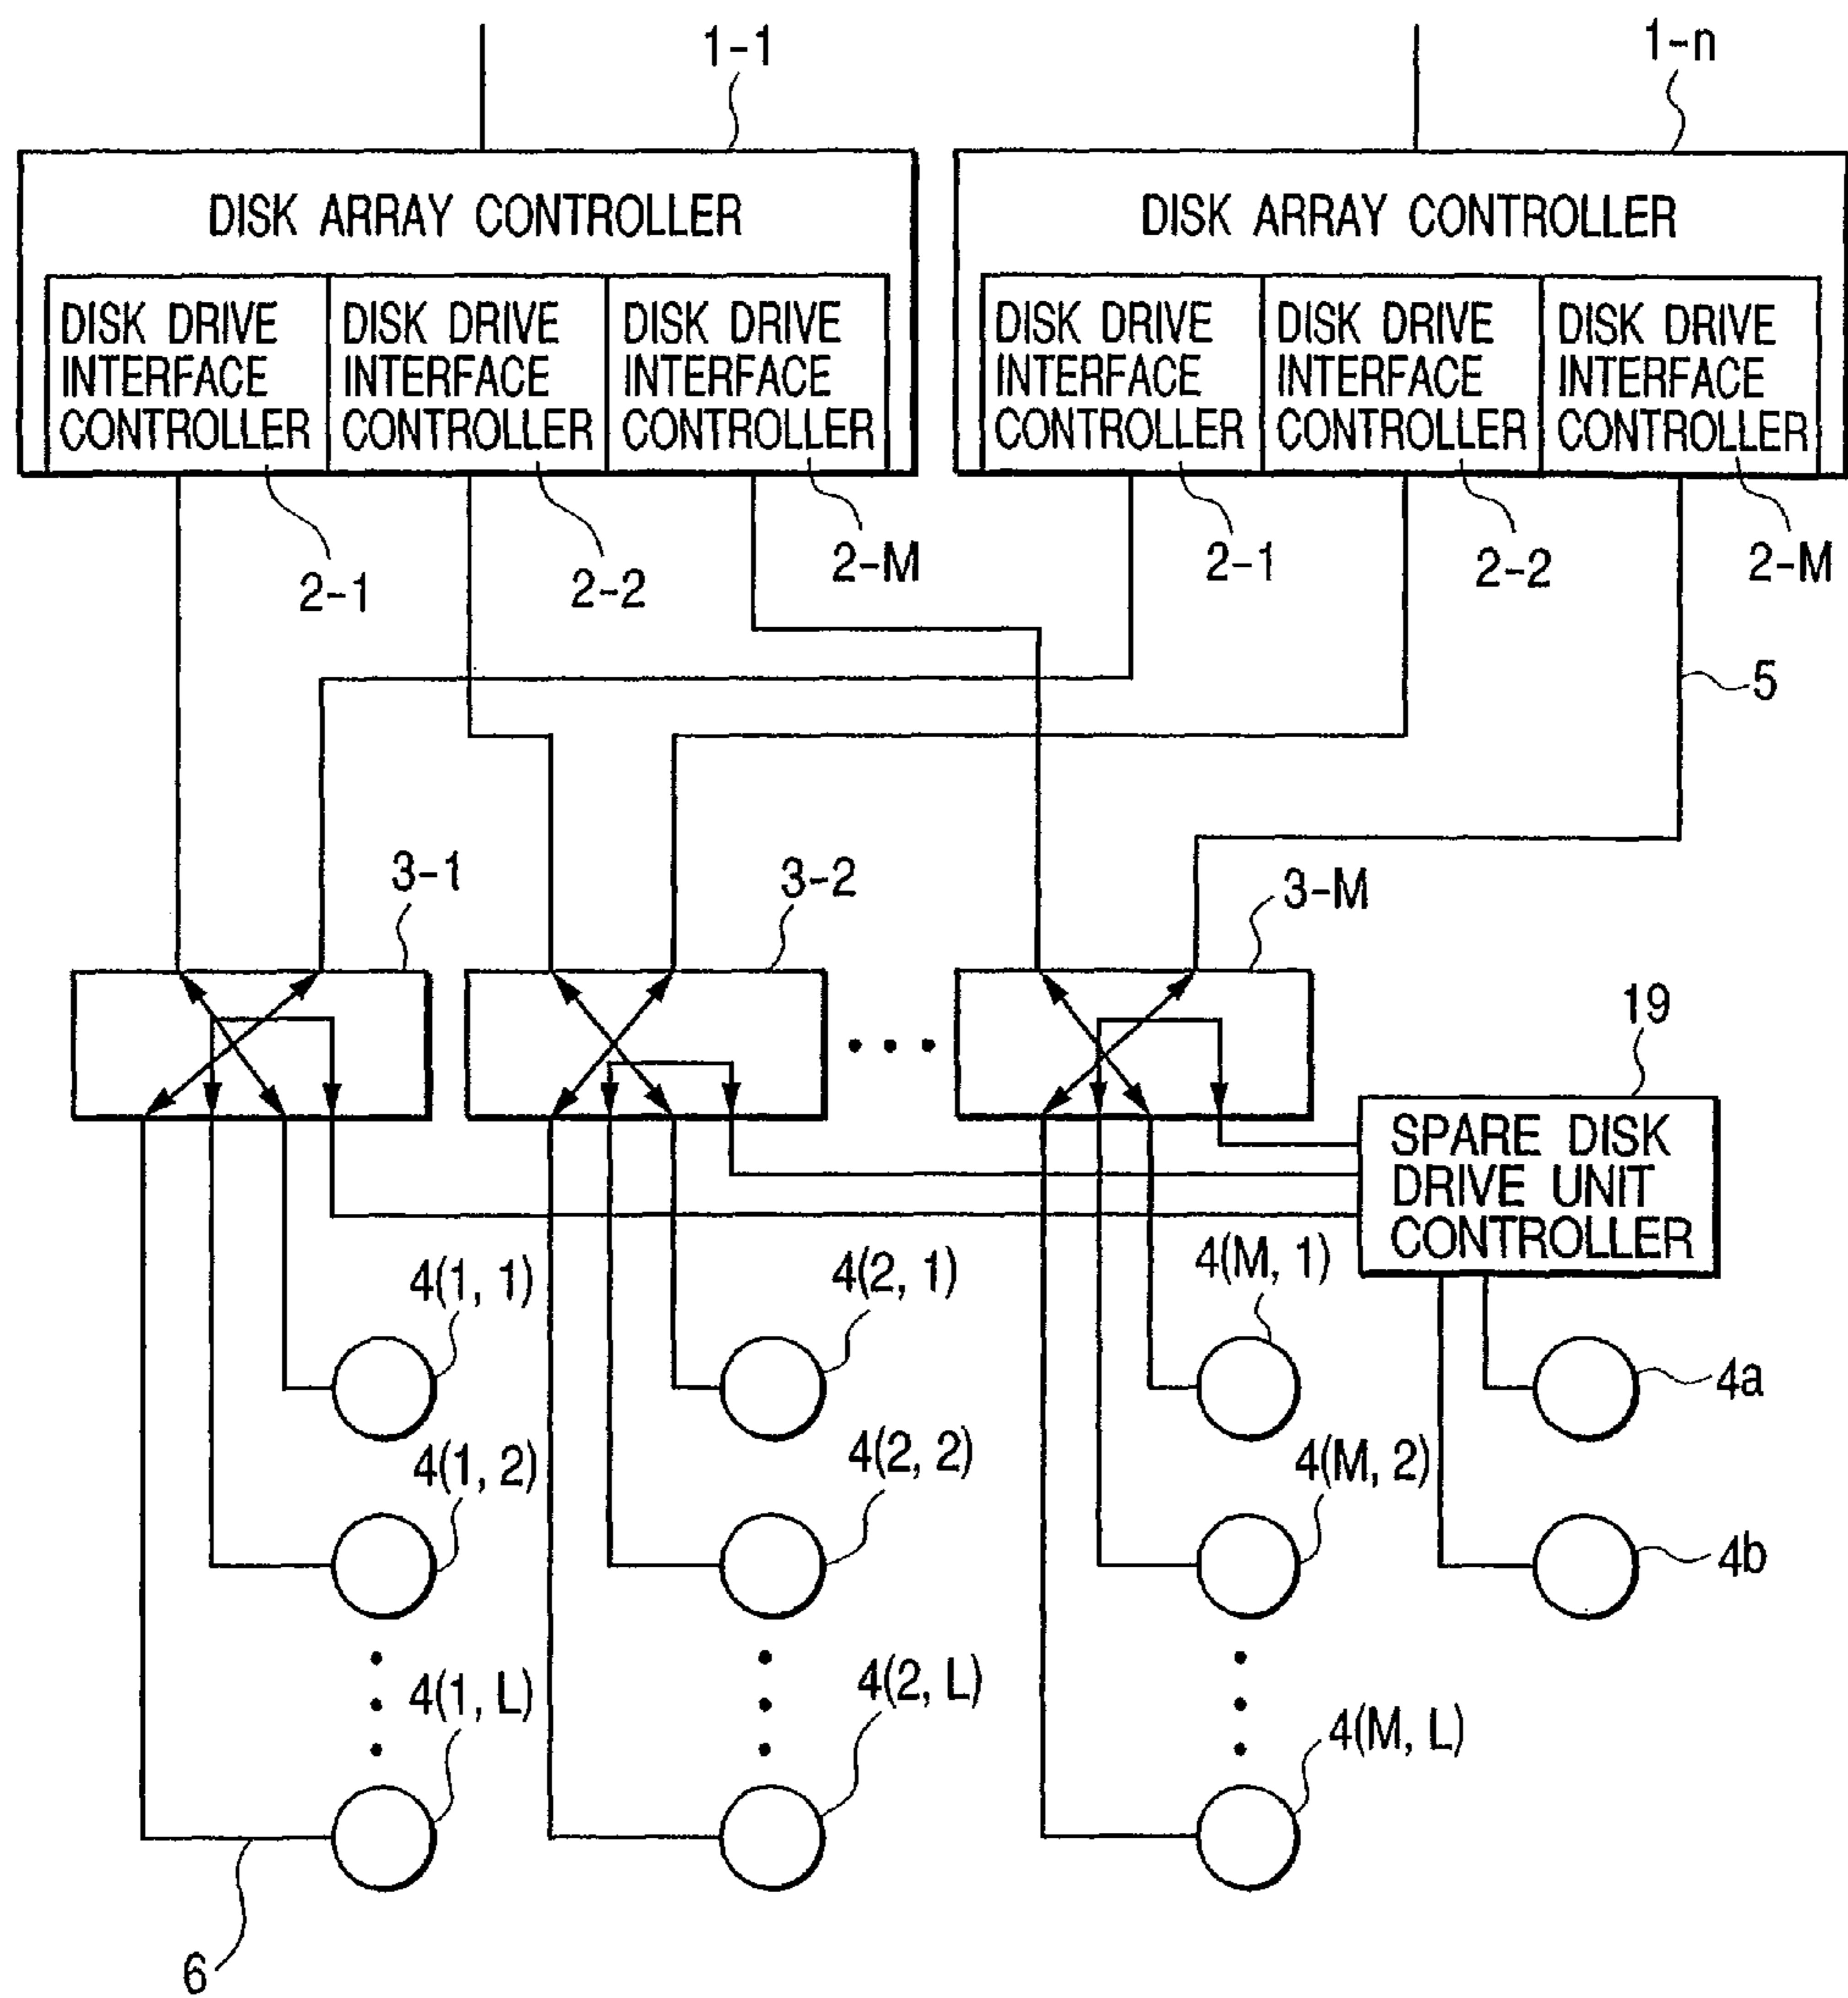 1-1
1-n
DISK ARRAY CONTROLLER
DISK ARRAY CONTROLLER
DISK DRIVE
INTERFACE
CONTROLLER
DISK DRIVE
INTERFACE
CONTROLLER
DISK DRIVE
INTERFACE
CONTROLLER
DISK DRIVE
INTERFACE
CONTROLLER
DISK DRIVE
INTERFACE
CONTROLLER
DISK DRIVE
INTERFACE
CONTROLLER
2-1
2-2
2-M
2-1
2-2
2-M
5
3-1
3-2
3-M
19
SPARE DISK
DRIVE UNIT
CONTROLLER
4(1, 1)
4(2, 1)
4(M, 1)
4a
4(1, 2)
4(2, 2)
4(M, 2)
4b
4(1, L)
4(2, L)
4(M, L)
6